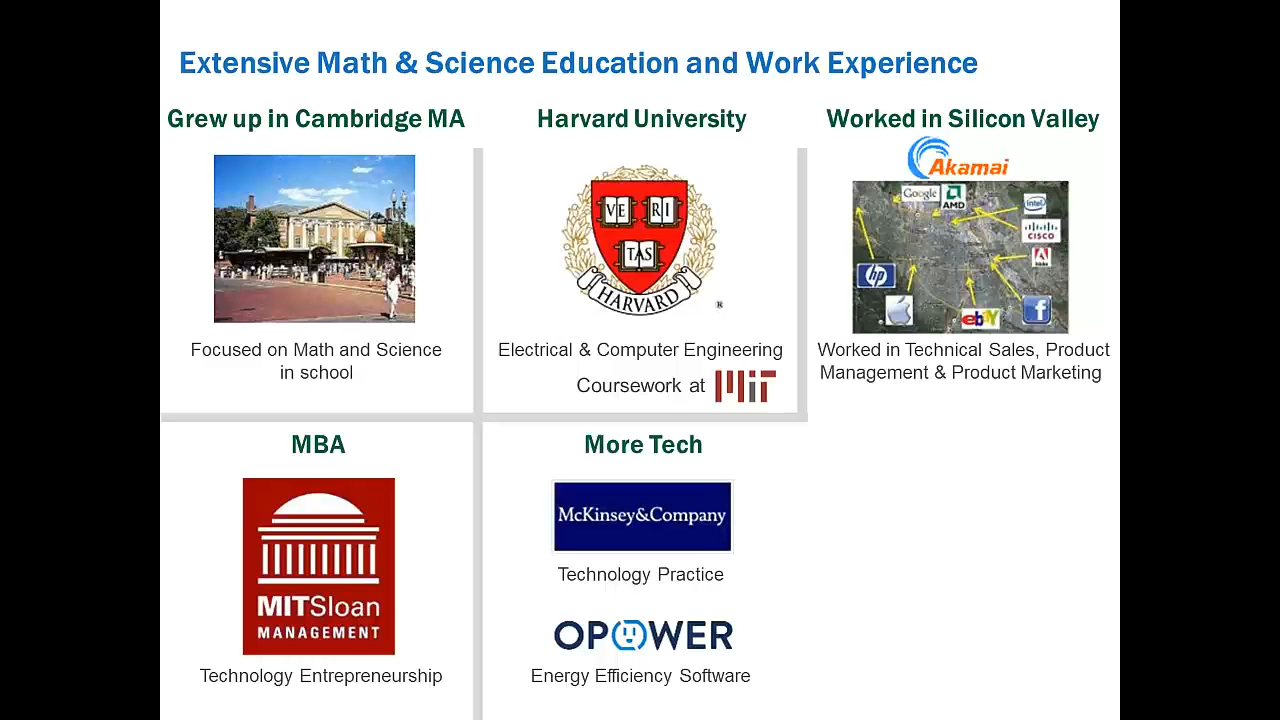 Extensive Math & Science Education and Work Experience
Grew up in Cambridge MA
Focused on Math and Science
in school
Harvard University
VE RI
TAS
HARVARD
®
Electrical & Computer Engineering
Coursework at MIT
Worked in Silicon Valley
Akamai
Google
AMD
intel
CISCO
Adobe
hp
ebay
f
Worked in Technical Sales, Product
Management & Product Marketing
MBA
MITSloan
MANAGEMENT
Technology Entrepreneurship
More Tech
McKinsey&Company
Technology Practice
OPOWER
Energy Efficiency Software